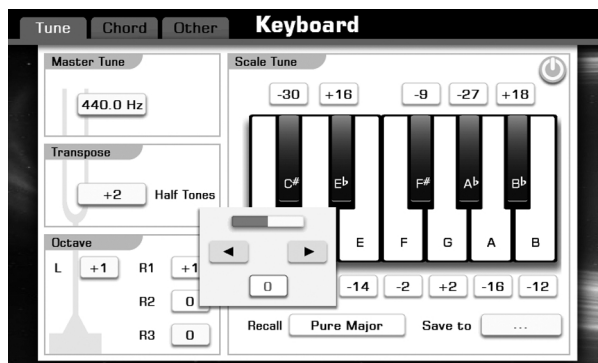 Tune Chord Other Keyboard
Master Tune
440.0 Hz
Transpose
+2 Half Tones
Octave
L +1 R1 +1
R2 0
R3 0
Scale Tune
-30 +16 -9 -27 +18
C# E♭ F# A♭ B♭
E F G A B
0
-14 -2 +2 -16 -12
Recall Pure Major Save to ...